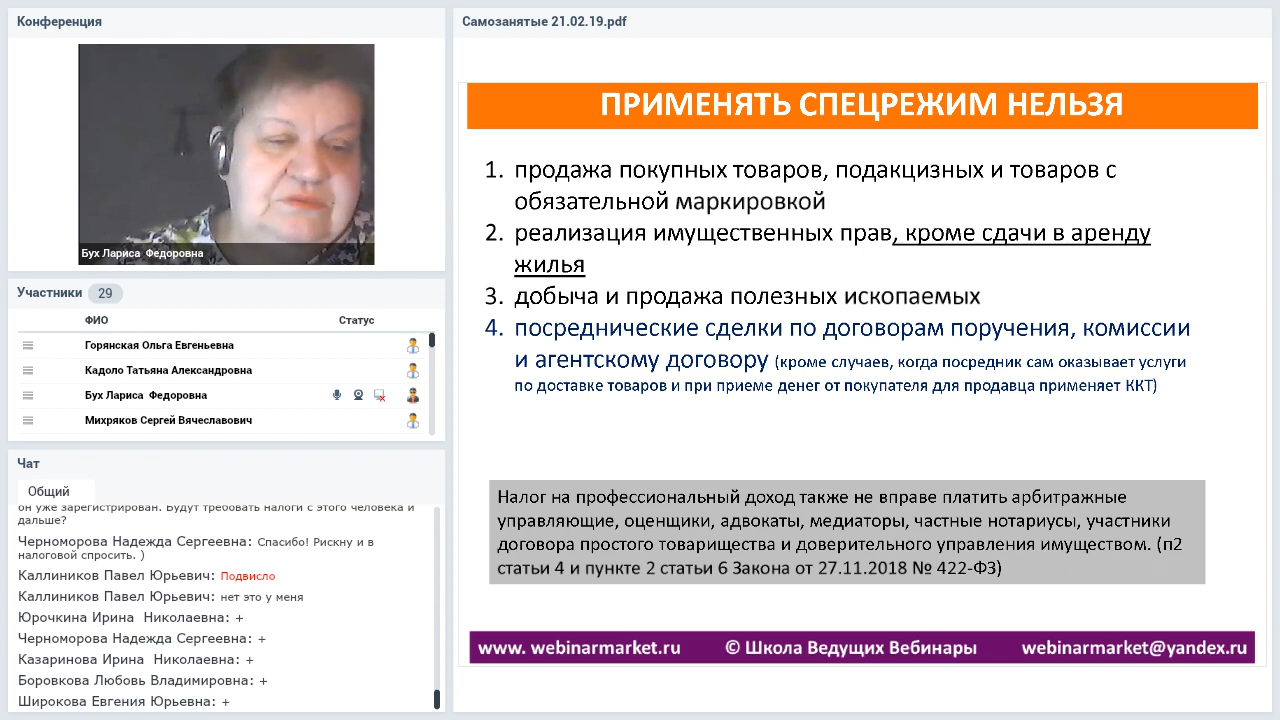 Конференция
Бух Лариса  Федоровна
Участники 29
ФИО Статус
Горянская Ольга Евгеньевна
Кадоло Татьяна Александровна
Бух Лариса  Федоровна
Михряков Сергей Вячеславович
Чат
Общий
он уже зарегистрирован. Будут требовать налоги с этого человека и
дальше?
Черноморова Надежда Сергеевна: Спасибо! Рискну и в
налоговой спросить. )
Каллиников Павел Юрьевич: Подвисло
Каллиников Павел Юрьевич: нет это у меня
Юрочкина Ирина  Николаевна: +
Черноморова Надежда Сергеевна: +
Казаринова Ирина  Николаевна: +
Боровкова Любовь Владимировна: +
Широкова Евгения Юрьевна: +
Самозанятые 21.02.19.pdf
ПРИМЕНЯТЬ СПЕЦРЕЖИМ НЕЛЬЗЯ
1. продажа покупных товаров, подакцизных и товаров с
обязательной маркировкой
2. реализация имущественных прав, кроме сдачи в аренду
жилья
3. добыча и продажа полезных ископаемых
4. посреднические сделки по договорам поручения, комиссии
и агентскому договору (кроме случаев, когда посредник сам оказывает услуги
по доставке товаров и при приеме денег от покупателя для продавца применяет ККТ)
Налог на профессиональный доход также не вправе платить арбитражные
управляющие, оценщики, адвокаты, медиаторы, частные нотариусы, участники
договора простого товарищества и доверительного управления имуществом. (п2
статьи 4 и пункте 2 статьи 6 Закона от 27.11.2018 № 422-ФЗ)
www. webinarmarket.ru © Школа Ведущих Вебинары webinarmarket@yandex.ru